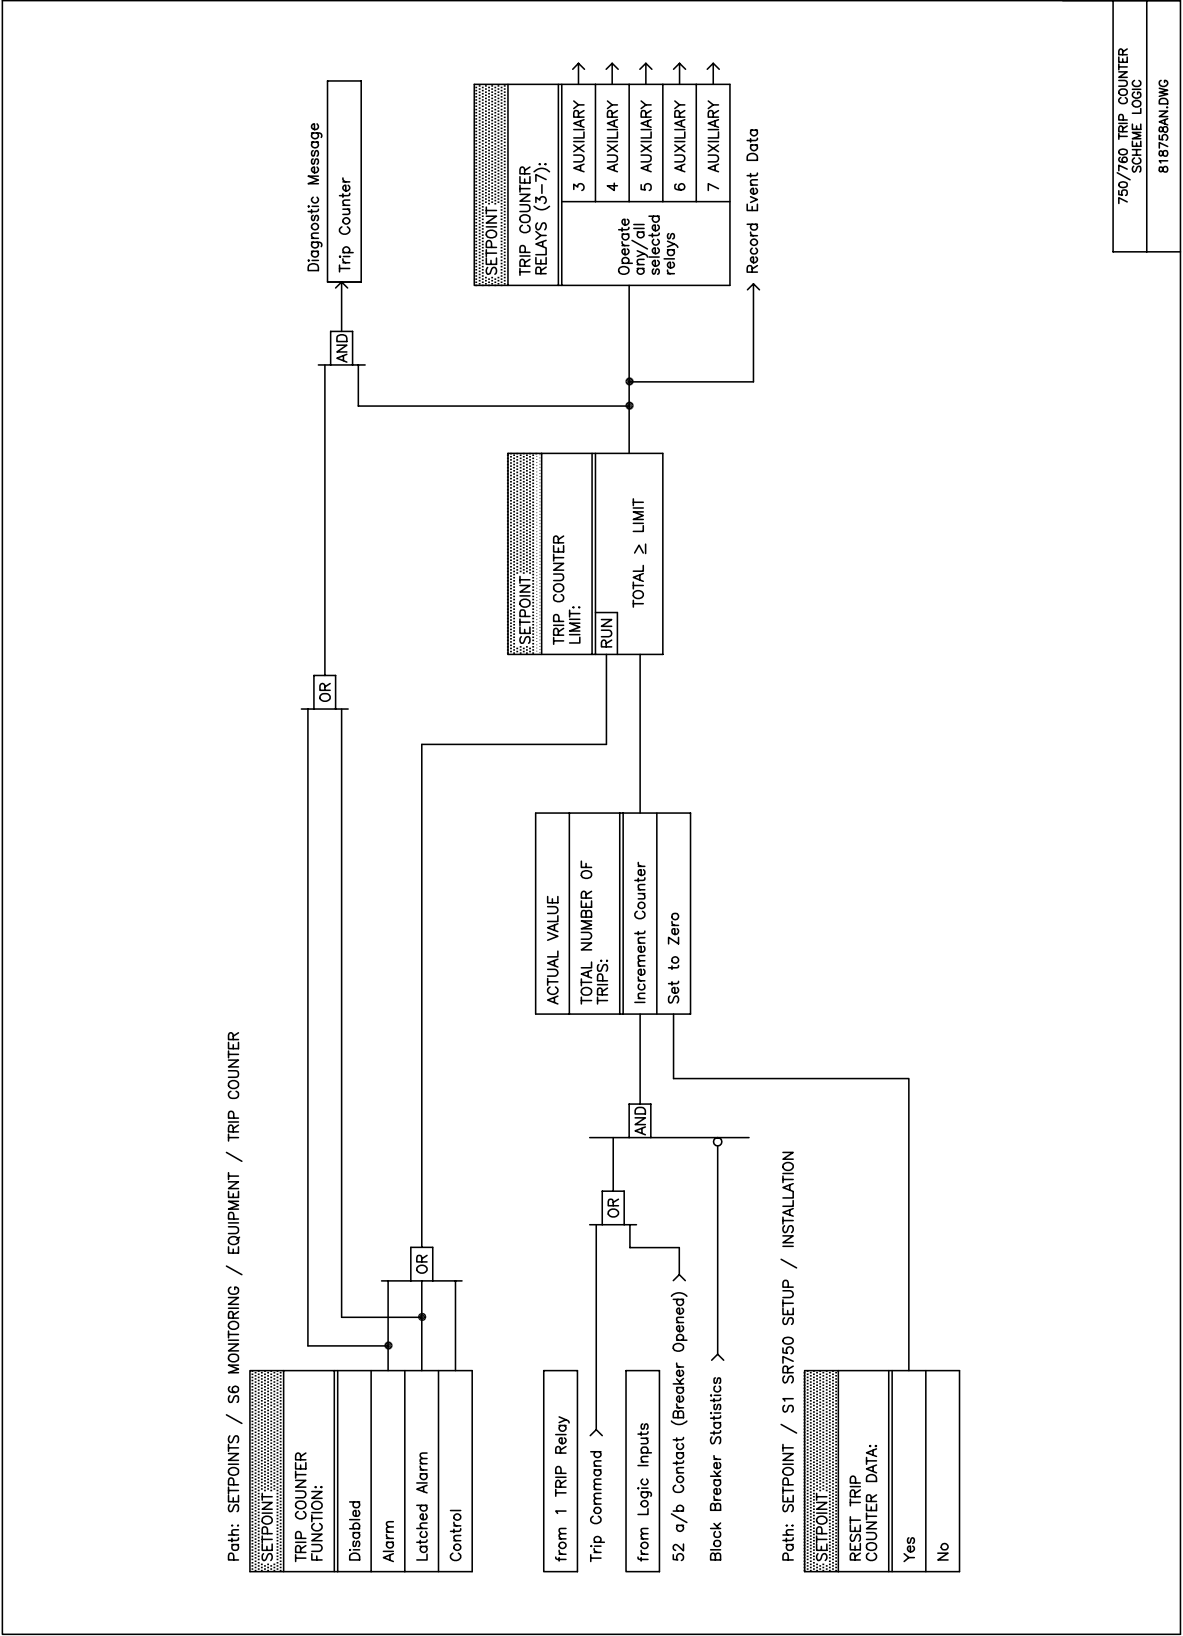 Path: SETPOINTS / S6 MONITORING / EQUIPMENT / TRIP COUNTER
SETPOINT
TRIP COUNTER
FUNCTION:
Disabled
Alarm
Latched Alarm
Control
OR
OR
AND
Diagnostic Message
Trip Counter
from 1 TRIP Relay
Trip Command
from Logic Inputs
52 a/b Contact (Breaker Opened)
Block Breaker Statistics
OR
AND
ACTUAL VALUE
TOTAL NUMBER OF
TRIPS:
Increment Counter
Set to Zero
SETPOINT
TRIP COUNTER
LIMIT:
RUN
TOTAL ≥ LIMIT
SETPOINT
TRIP COUNTER
RELAYS (3–7):
Operate
any/all
selected
relays
3 AUXILIARY
4 AUXILIARY
5 AUXILIARY
6 AUXILIARY
7 AUXILIARY
Record Event Data
Path: SETPOINT / S1 SR750 SETUP / INSTALLATION
SETPOINT
RESET TRIP
COUNTER DATA:
Yes
No
750/760 TRIP COUNTER
SCHEME LOGIC
818758AN.DWG